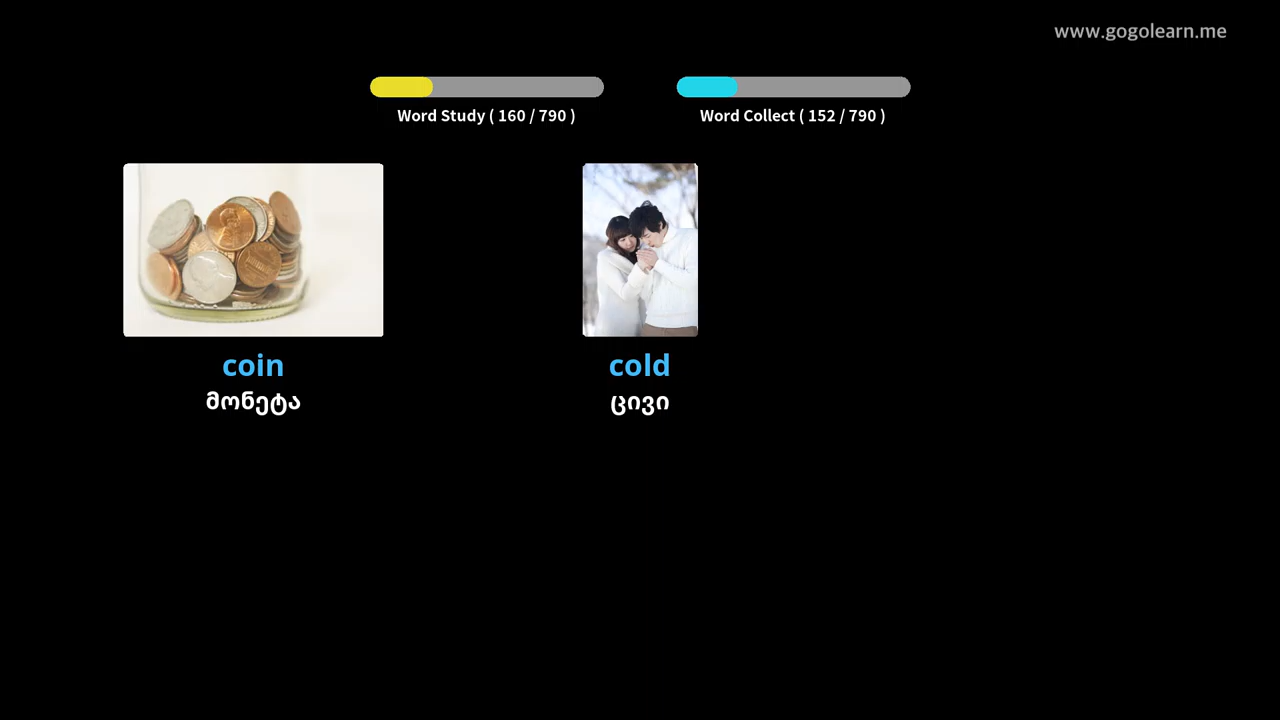 www.gogolearn.me
Word Study ( 160 / 790 )
Word Collect ( 152 / 790 )
coin
მონეტა
cold
ცივი